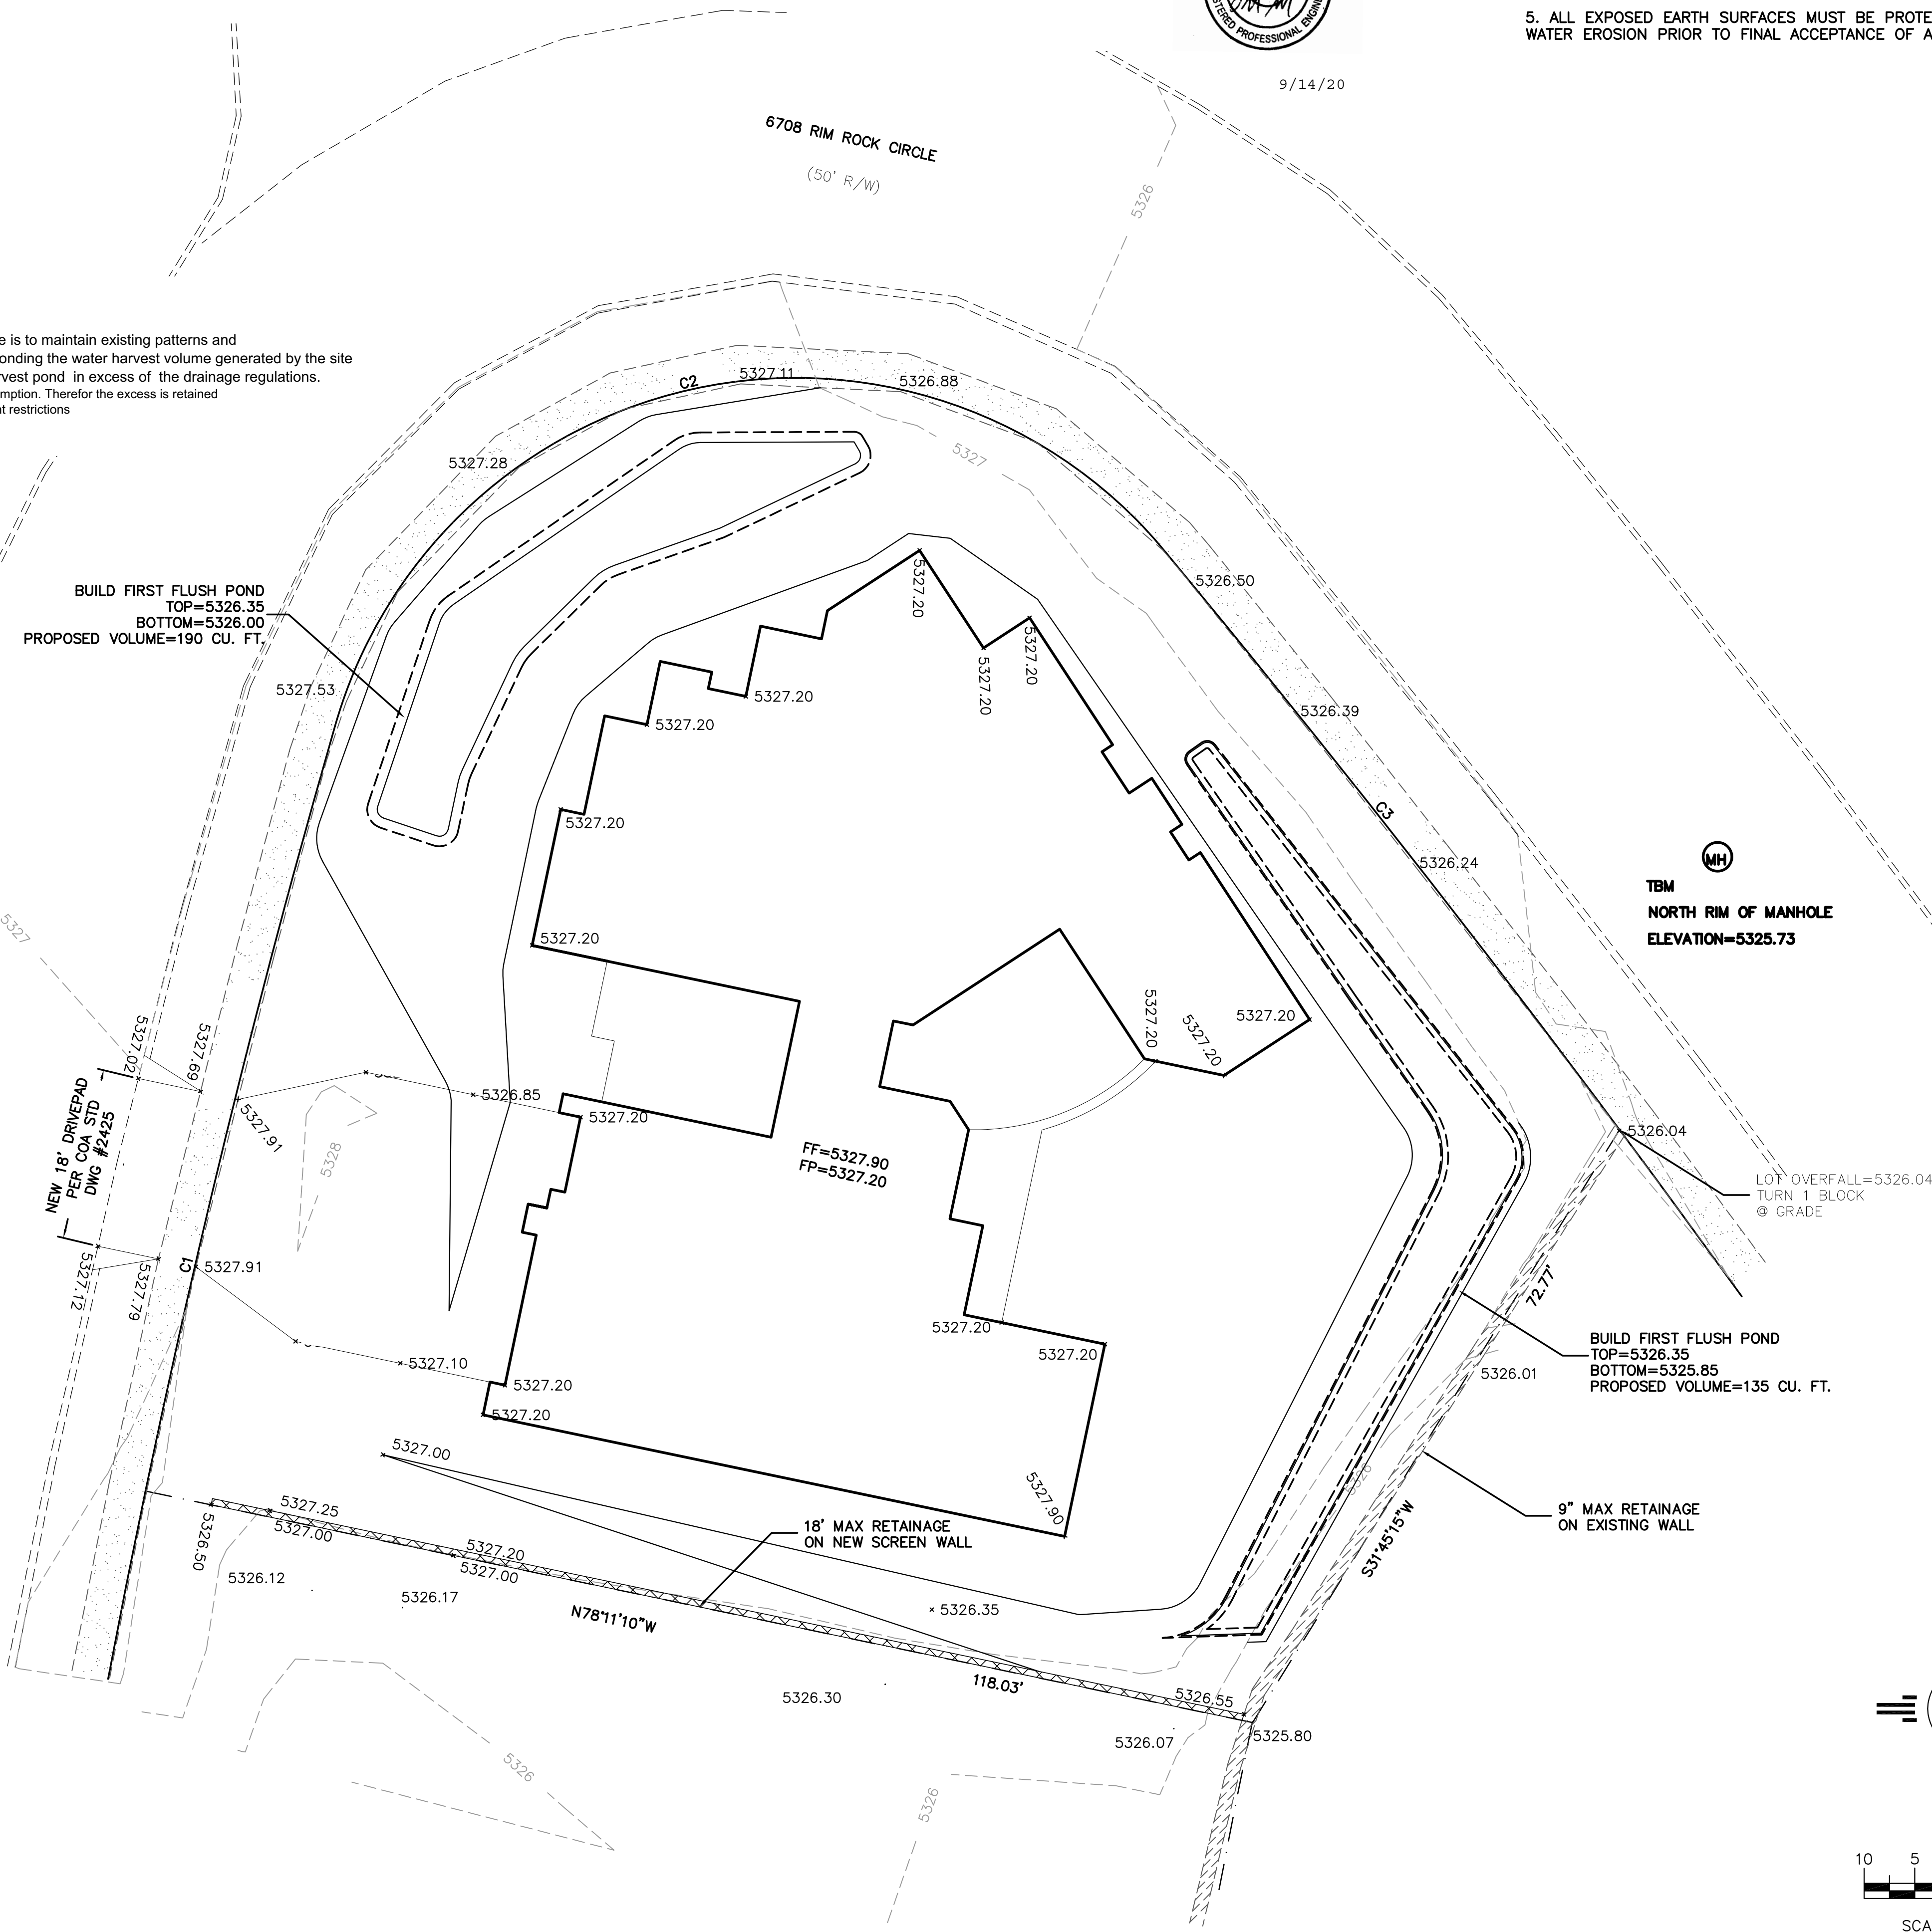 STERED PROFESSIONAL ENGINE
9/14/20
5. ALL EXPOSED EARTH SURFACES MUST BE PROTE
WATER EROSION PRIOR TO FINAL ACCEPTANCE OF A
6708 RIM ROCK CIRCLE
(50' R/W)
5326
e is to maintain existing patterns and
onding the water harvest volume generated by the site
rvest pond in excess of the drainage regulations.
mption. Therefor the excess is retained
nt restrictions
C2
5327.11
5326.88
5327.28
5327
5326.50
BUILD FIRST FLUSH POND
TOP=5326.35
BOTTOM=5326.00
PROPOSED VOLUME=190 CU. FT.
5327.53
5327.20
5327.20
5327.20
5327.20
5327.20
5326.39
5327.20
C3
5326.24
MH
TBM
NORTH RIM OF MANHOLE
ELEVATION=5325.73
5327
5327.20
5327.20
5327.20
5327.20
5327.02
5327.69
NEW 18' DRIVEPAD
PER COA STD
DWG #2425
5327.91
5328
5326.85
5327.20
FF=5327.90
FP=5327.20
5326.04
LOT OVERFALL=5326.04
TURN 1 BLOCK
@ GRADE
5327.12
5327.79
C1
5327.91
72.77'
5327.10
5327.20
5327.20
5327.20
5327.20
BUILD FIRST FLUSH POND
TOP=5326.35
BOTTOM=5325.85
PROPOSED VOLUME=135 CU. FT.
5326.01
5327.00
5326
5327.90
9" MAX RETAINAGE
ON EXISTING WALL
18' MAX RETAINAGE
ON NEW SCREEN WALL
S31°45'15"W
5327.25
5327.00
5326.50
5327.20
5327.00
5326.12
5326.17
N78°11'10"W
5326.35
118.03'
5326.30
5326.55
5326.07
5325.80
5326
5326
10 5
SCA